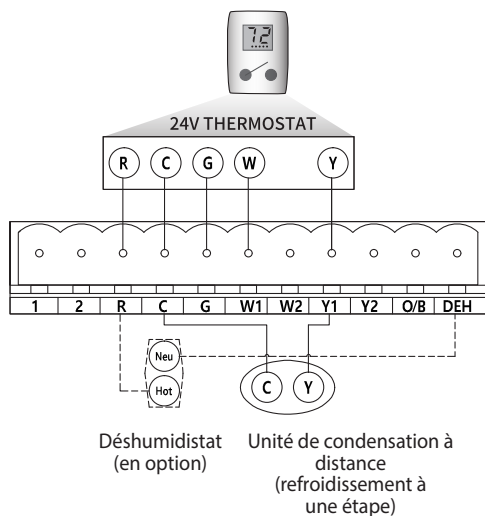 72
24V THERMOSTAT
R C G W Y
1 2 R C G W1 W2 Y1 Y2 O/B DEH
Neu
Hot
C Y
Déshumidistat
(en option)
Unité de condensation à
distance
(refroidissement à
une étape)